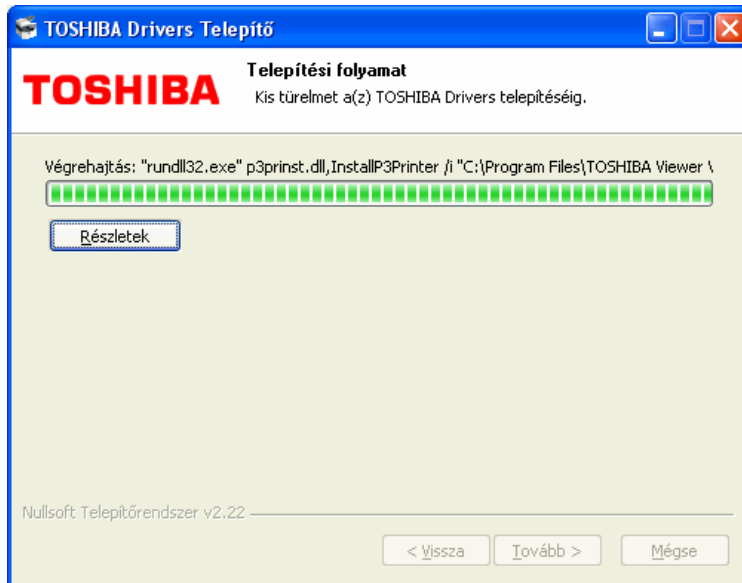 TOSHIBA Drivers Telepítő
TOSHIBA
Telepítési folyamat
Kis türelmet a(z) TOSHIBA Drivers telepítéséig.
Végrehajtás: "rundll32.exe" p3prinst.dll,InstallP3Printer /i "C:\Program Files\TOSHIBA Viewer \
Részletek
Nullsoft Telepítőrendszer v2.22
< Vissza Tovább > Mégse